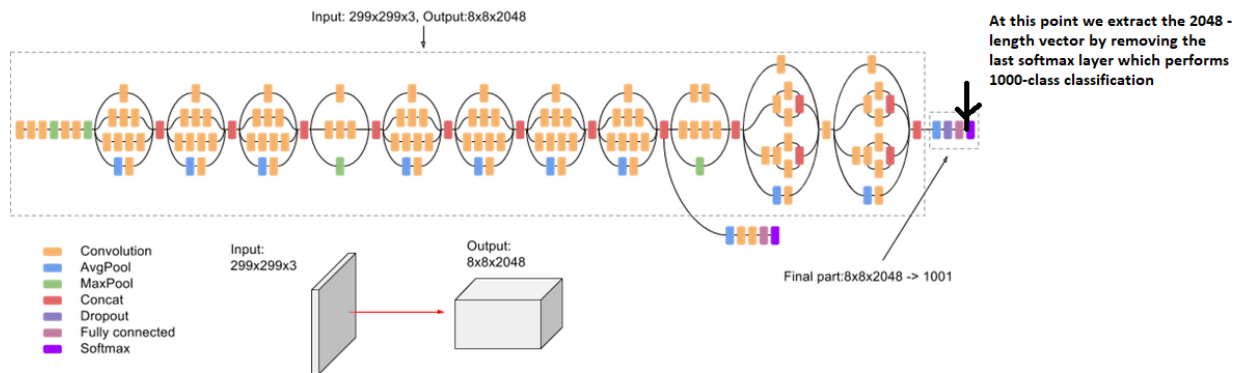 Input: 299x299x3, Output:8x8x2048
At this point we extract the 2048 -
length vector by removing the
last softmax layer which performs
1000-class classification
Convolution
AvgPool
MaxPool
Concat
Dropout
Fully connected
Softmax
Input:
299x299x3
Output:
8x8x2048
Final part:8x8x2048 -> 1001